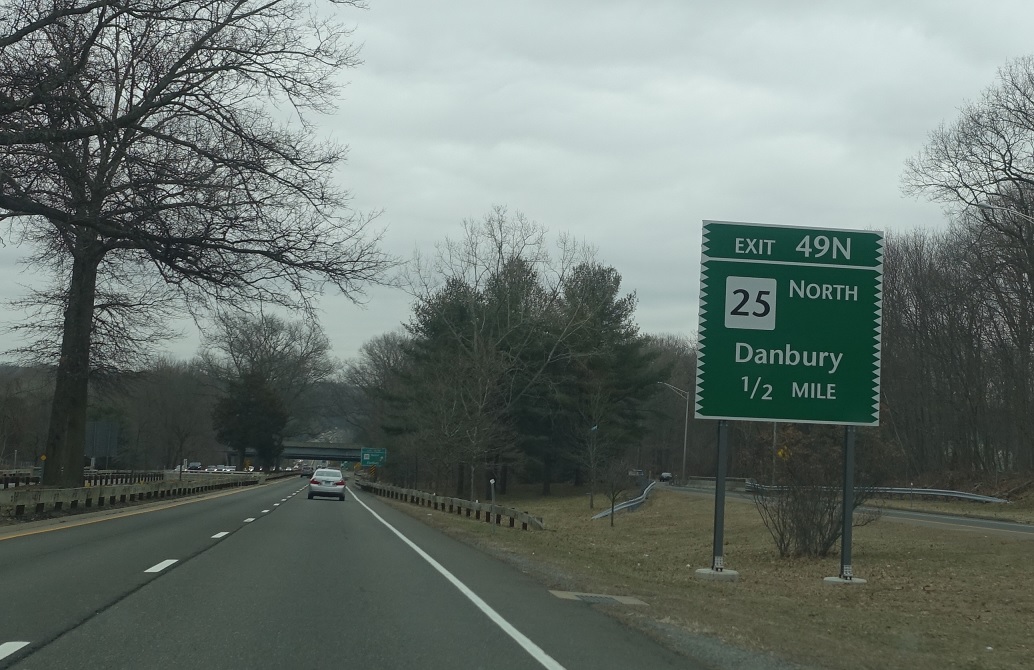 EXIT 49N
25 NORTH
Danbury
1/2 MILE